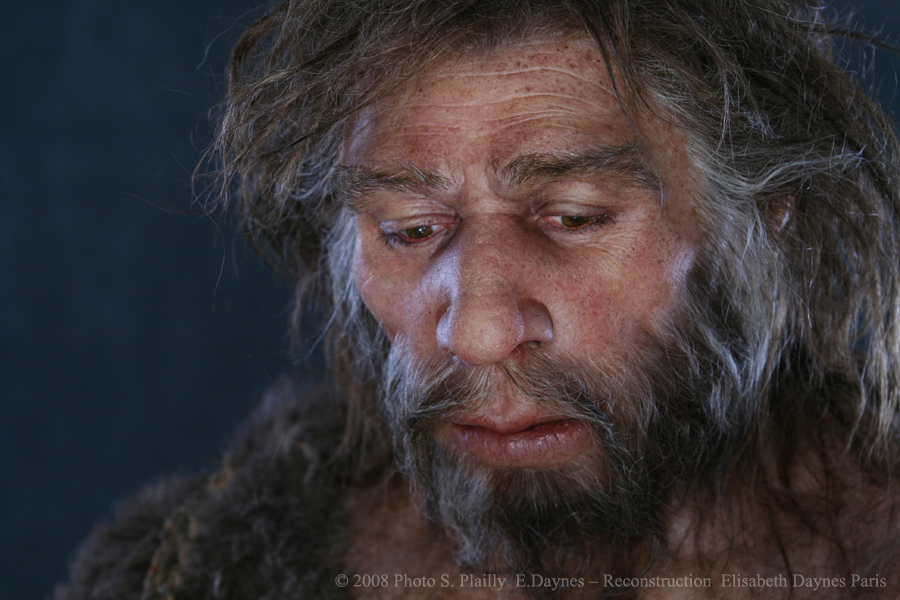 © 2008 Photo S. Plailly E.Daynes – Reconstruction Elisabeth Daynes Paris